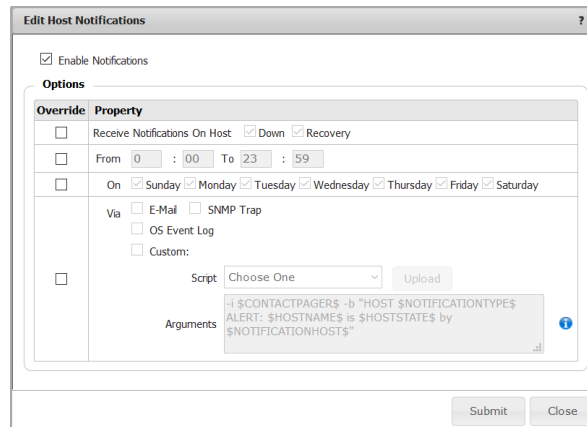 Edit Host Notifications ?
Enable Notifications
Options
Override Property
Receive Notifications On Host Down Recovery
From 0 : 00 To 23 : 59
On Sunday Monday Tuesday Wednesday Thursday Friday Saturday
Via E-Mail SNMP Trap
OS Event Log
Custom:
Script Choose One Upload
-i $CONTACTPAGER$ -b "HOST $NOTIFICATIONTYPE$
ALERT: $HOSTNAME$ is $HOSTSTATE$ by
Arguments
$NOTIFICATIONHOST$"
i
Submit Close